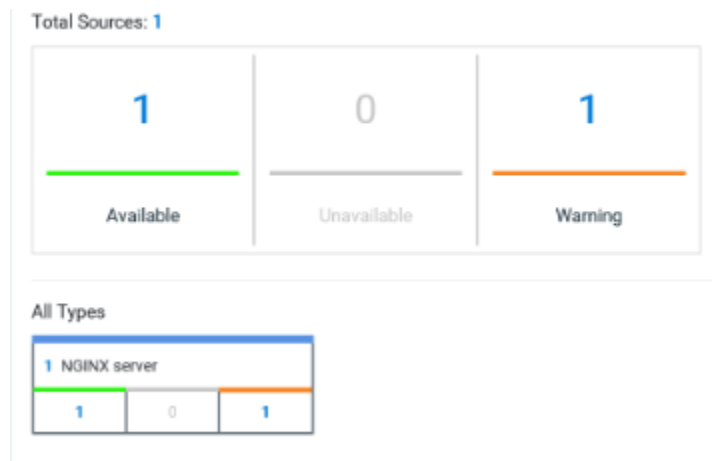 Total Sources: 1
1 0 1
Available Unavailable Warning
All Types
1 NGINX server
1 0 1